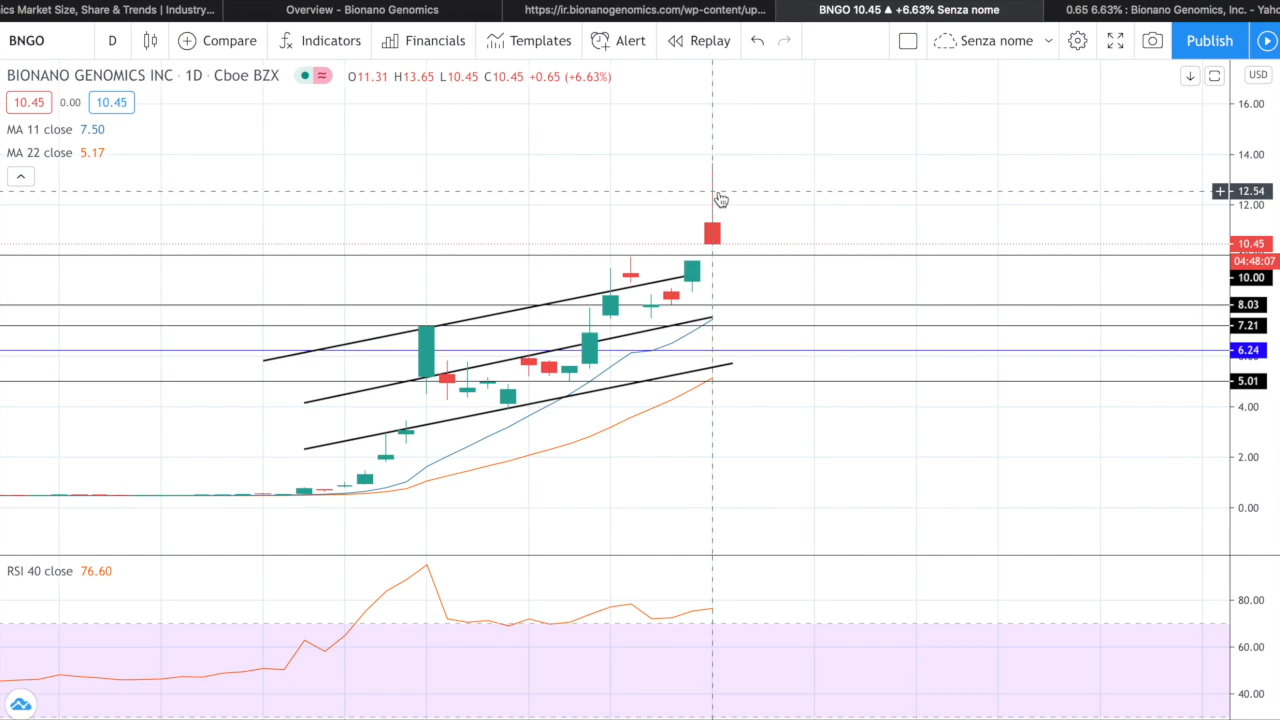 ics Market Size, Share & Trends | Industry... Overview - Bionano Genomics https://ir.bionanogenomics.com/wp-content/up... BNGO 10.45 ▲ +6.63% Senza nome 0.65 6.63% : Bionano Genomics, Inc. - Yaho
BNGO D Compare Indicators Financials Templates Alert Replay Senza nome Publish
BIONANO GENOMICS INC · 1D · Cboe BZX O11.31 H13.65 L10.45 C10.45 +0.65 (+6.63%) USD
10.45 0.00 10.45
MA 11 close 7.50
MA 22 close 5.17
16.00
14.00
12.54
12.00
10.45
04:48:07
10.00
8.03
7.21
6.24
5.01
4.00
2.00
0.00
RSI 40 close 76.60
80.00
60.00
40.00